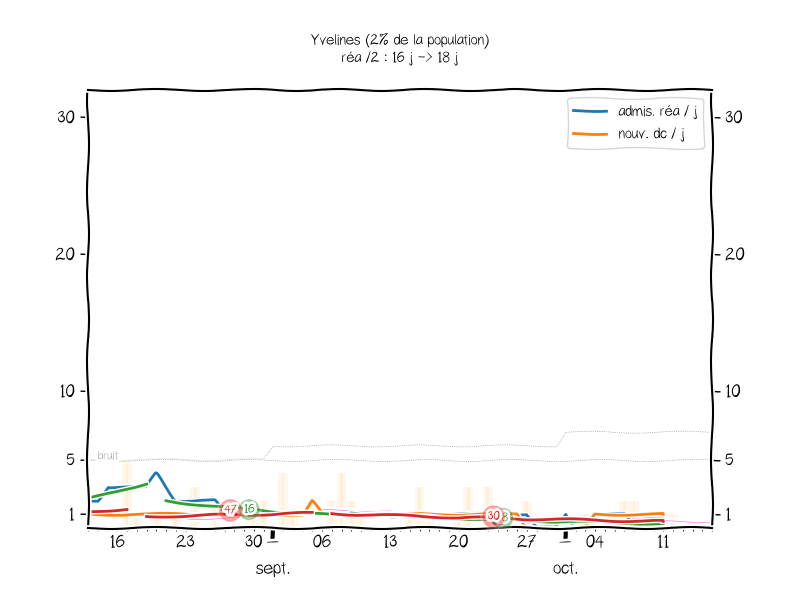 Yvelines (2% de la population)
réa /2 : 16 j -> 18 j
admis. réa / j
nouv. dc / j
30 30
20 20
10 10
5 bruit 5
47 16 30
1 1
16 23 30 06 13 20 27 04 11
sept. oct.